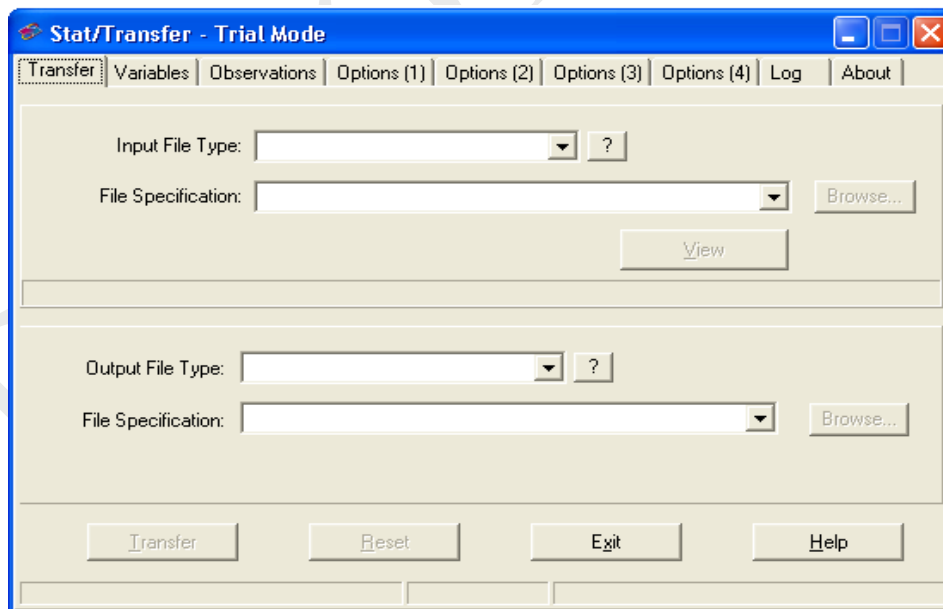 Stat/Transfer - Trial Mode
Transfer Variables Observations Options (1) Options (2) Options (3) Options (4) Log About
Input File Type: ?
File Specification: Browse...
View
Output File Type: ?
File Specification: Browse...
Transfer Reset Exit Help